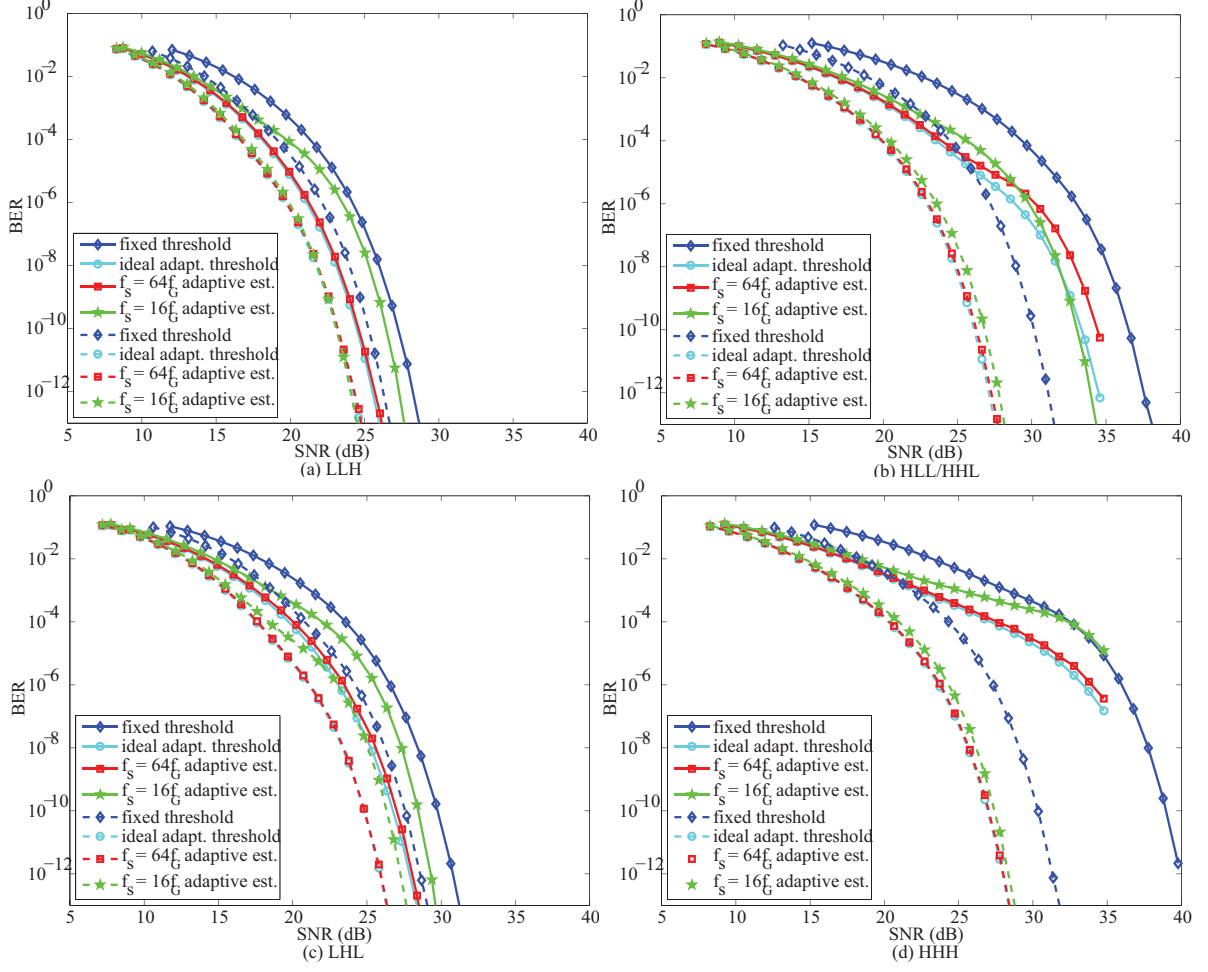 10^0
10^-2
10^-4
10^-6
10^-8
10^-10
10^-12
BER
fixed threshold
ideal adapt. threshold
f_s = 64f_G adaptive est.
f_s = 16f_G adaptive est.
fixed threshold
ideal adapt. threshold
f_s = 64f_G adaptive est.
f_s = 16f_G adaptive est.
5 10 15 20 25 30 35 40
SNR (dB)
(a) LLH
10^0
10^-2
10^-4
10^-6
10^-8
10^-10
10^-12
BER
fixed threshold
ideal adapt. threshold
f_s = 64f_G adaptive est.
f_s = 16f_G adaptive est.
fixed threshold
ideal adapt. threshold
f_s = 64f_G adaptive est.
f_s = 16f_G adaptive est.
5 10 15 20 25 30 35 40
SNR (dB)
(b) HLL/HHL
10^0
10^-2
10^-4
10^-6
10^-8
10^-10
10^-12
BER
fixed threshold
ideal adapt. threshold
f_s = 64f_G adaptive est.
f_s = 16f_G adaptive est.
fixed threshold
ideal adapt. threshold
f_s = 64f_G adaptive est.
f_s = 16f_G adaptive est.
5 10 15 20 25 30 35 40
SNR (dB)
(c) LHL
10^0
10^-2
10^-4
10^-6
10^-8
10^-10
10^-12
BER
fixed threshold
ideal adapt. threshold
f_s = 64f_G adaptive est.
f_s = 16f_G adaptive est.
fixed threshold
ideal adapt. threshold
f_s = 64f_G adaptive est.
f_s = 16f_G adaptive est.
5 10 15 20 25 30 35 40
SNR (dB)
(d) HHH